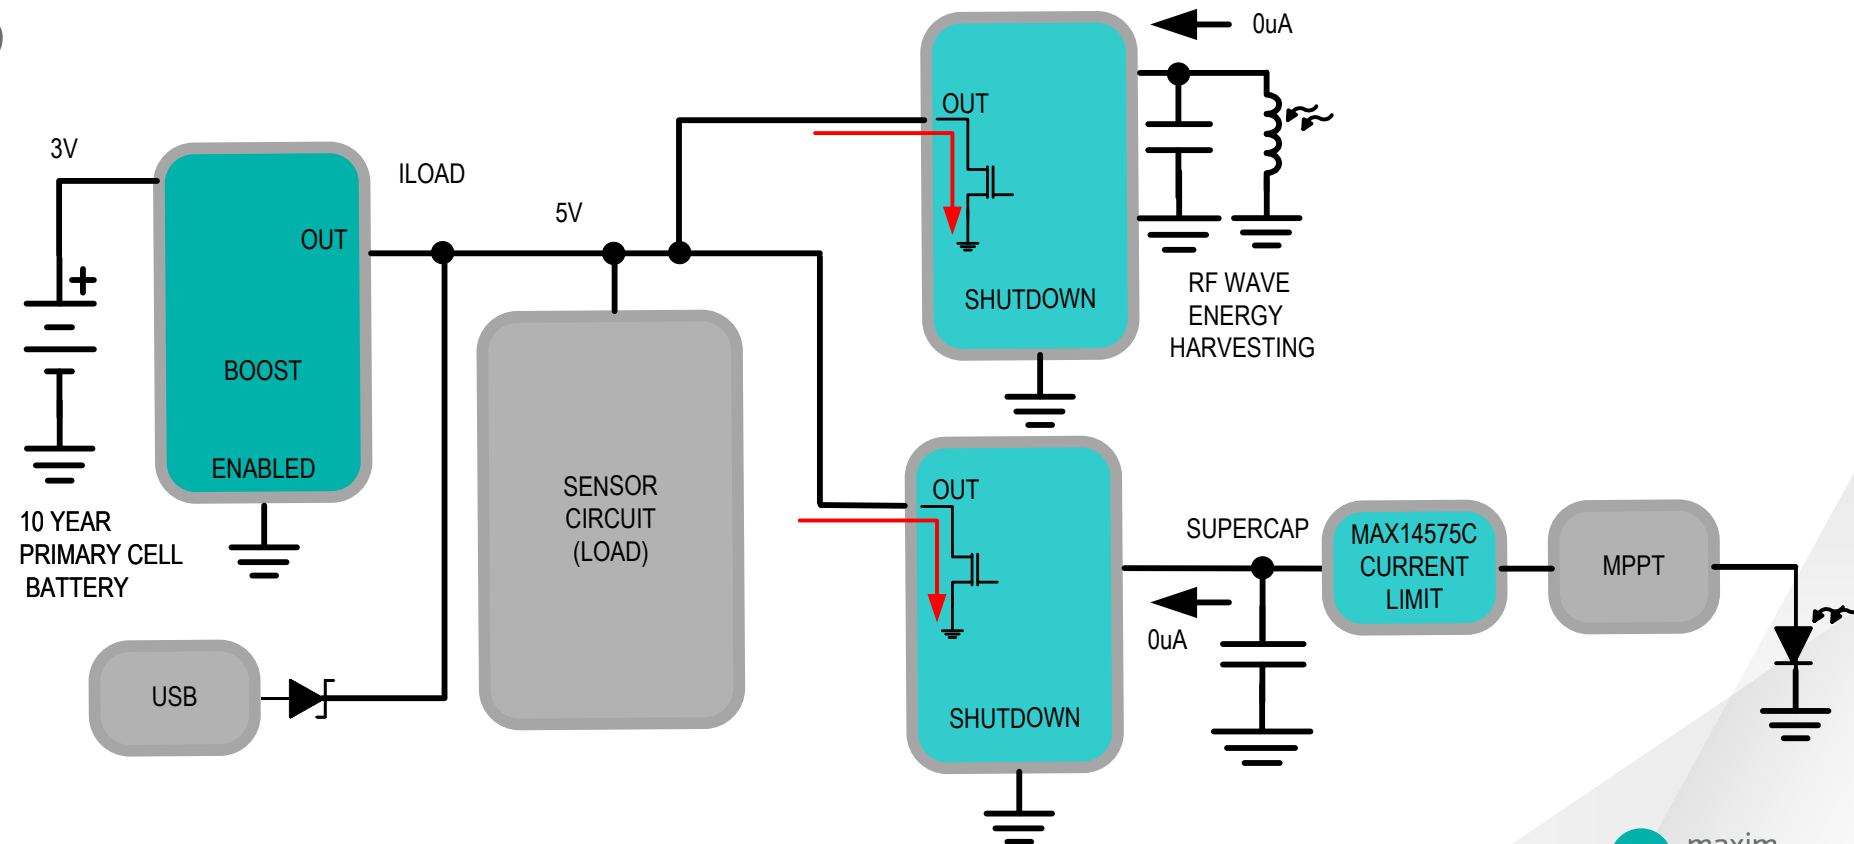 0uA
OUT
3V
ILOAD
5V
OUT
SHUTDOWN
RF WAVE
ENERGY
HARVESTING
BOOST
ENABLED
10 YEAR
PRIMARY CELL
BATTERY
SENSOR
CIRCUIT
(LOAD)
OUT
SUPERCAP
MAX14575C
CURRENT
LIMIT
MPPT
0uA
USB
SHUTDOWN
maxim